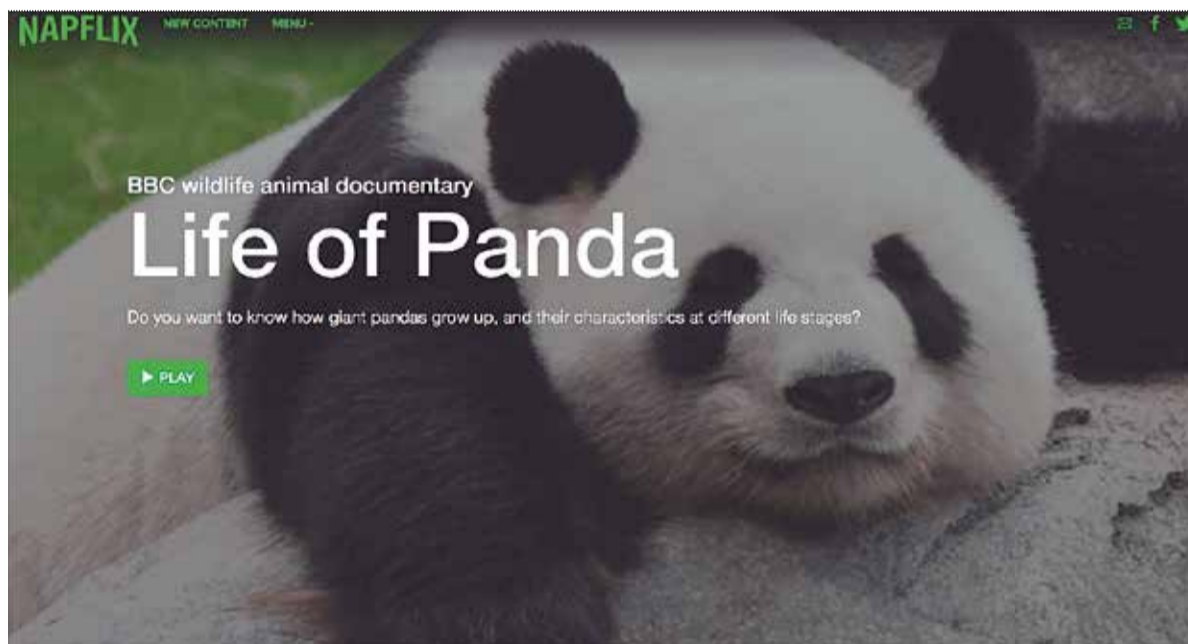 NAPFLIX
NEW CONTENT
MENU
BBC wildlife animal documentary
Life of Panda
Do you want to know how giant pandas grow up, and their characteristics at different life stages?
PLAY